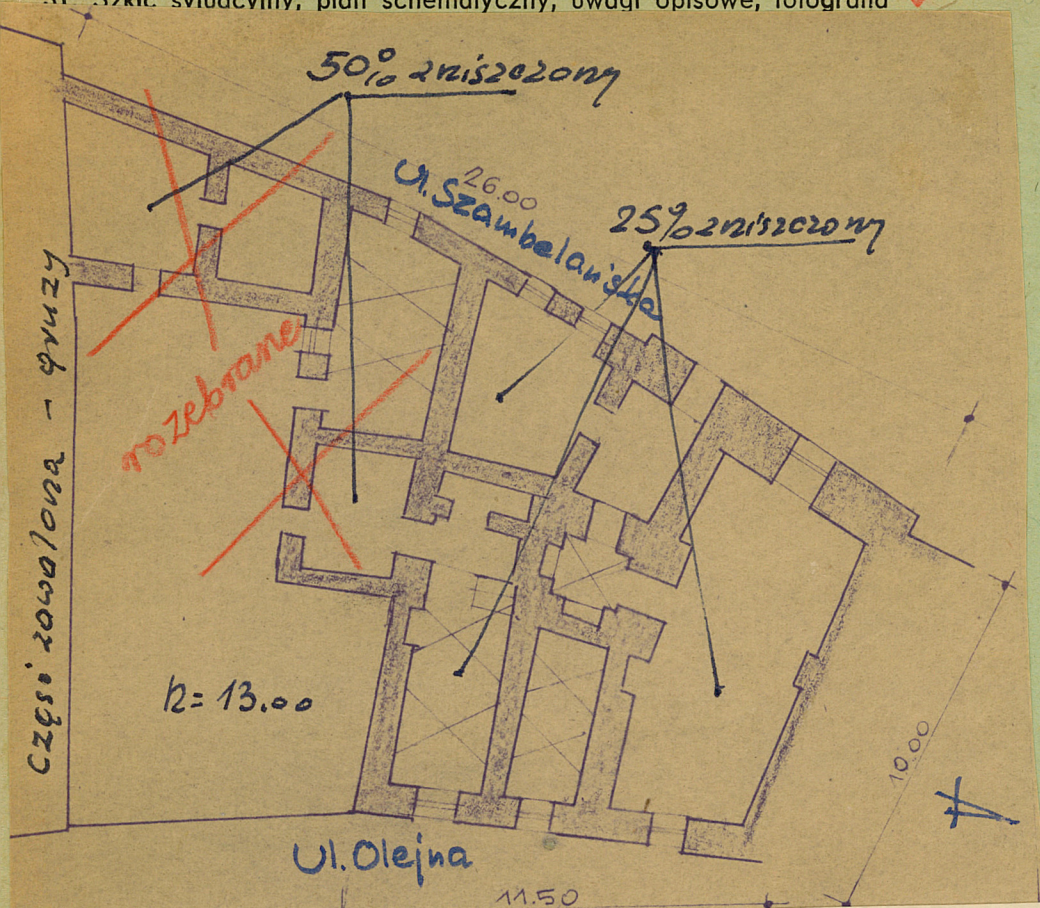 Szkic sytuacyjny, plan schematyczny, uwagi opisowe, fotografia
50% zniszczony
26.00
Ul. Szambelańska
25% zniszczony
rozebrane
Część zawalona - gruzy
h= 13.00
10.00
Ul. Olejna
11.50